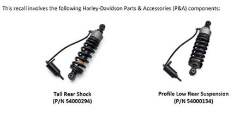 This recall involves the following Harley-Davidson Parts & Accessories (P&A) components:
Tall Rear Shock
(P/N 54000294)
Profile Low Rear Suspension
(P/N 54000134)